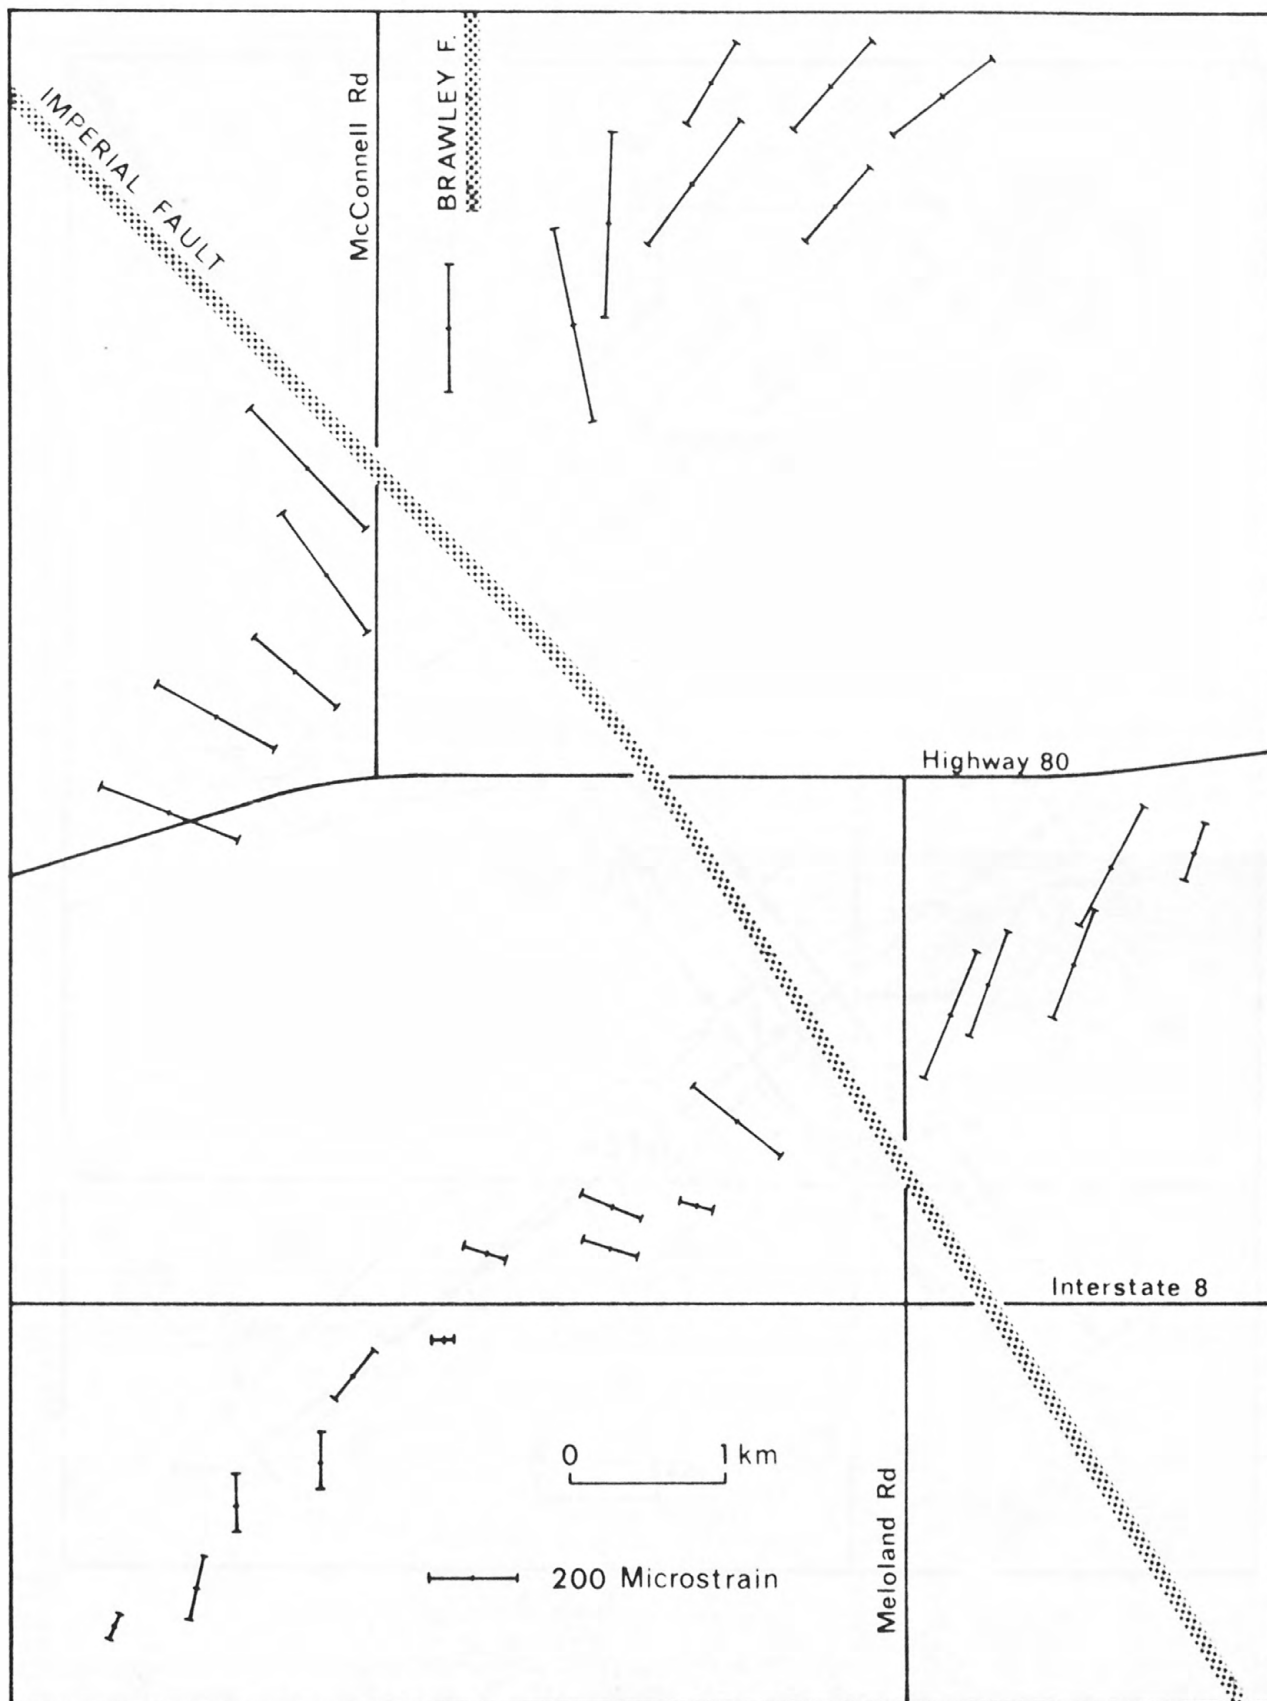 IMPERIAL FAULT
McConnell Rd
BRAWLEY F.
Highway 80
Interstate 8
0 1 km
Meloland Rd
200 Microstrain